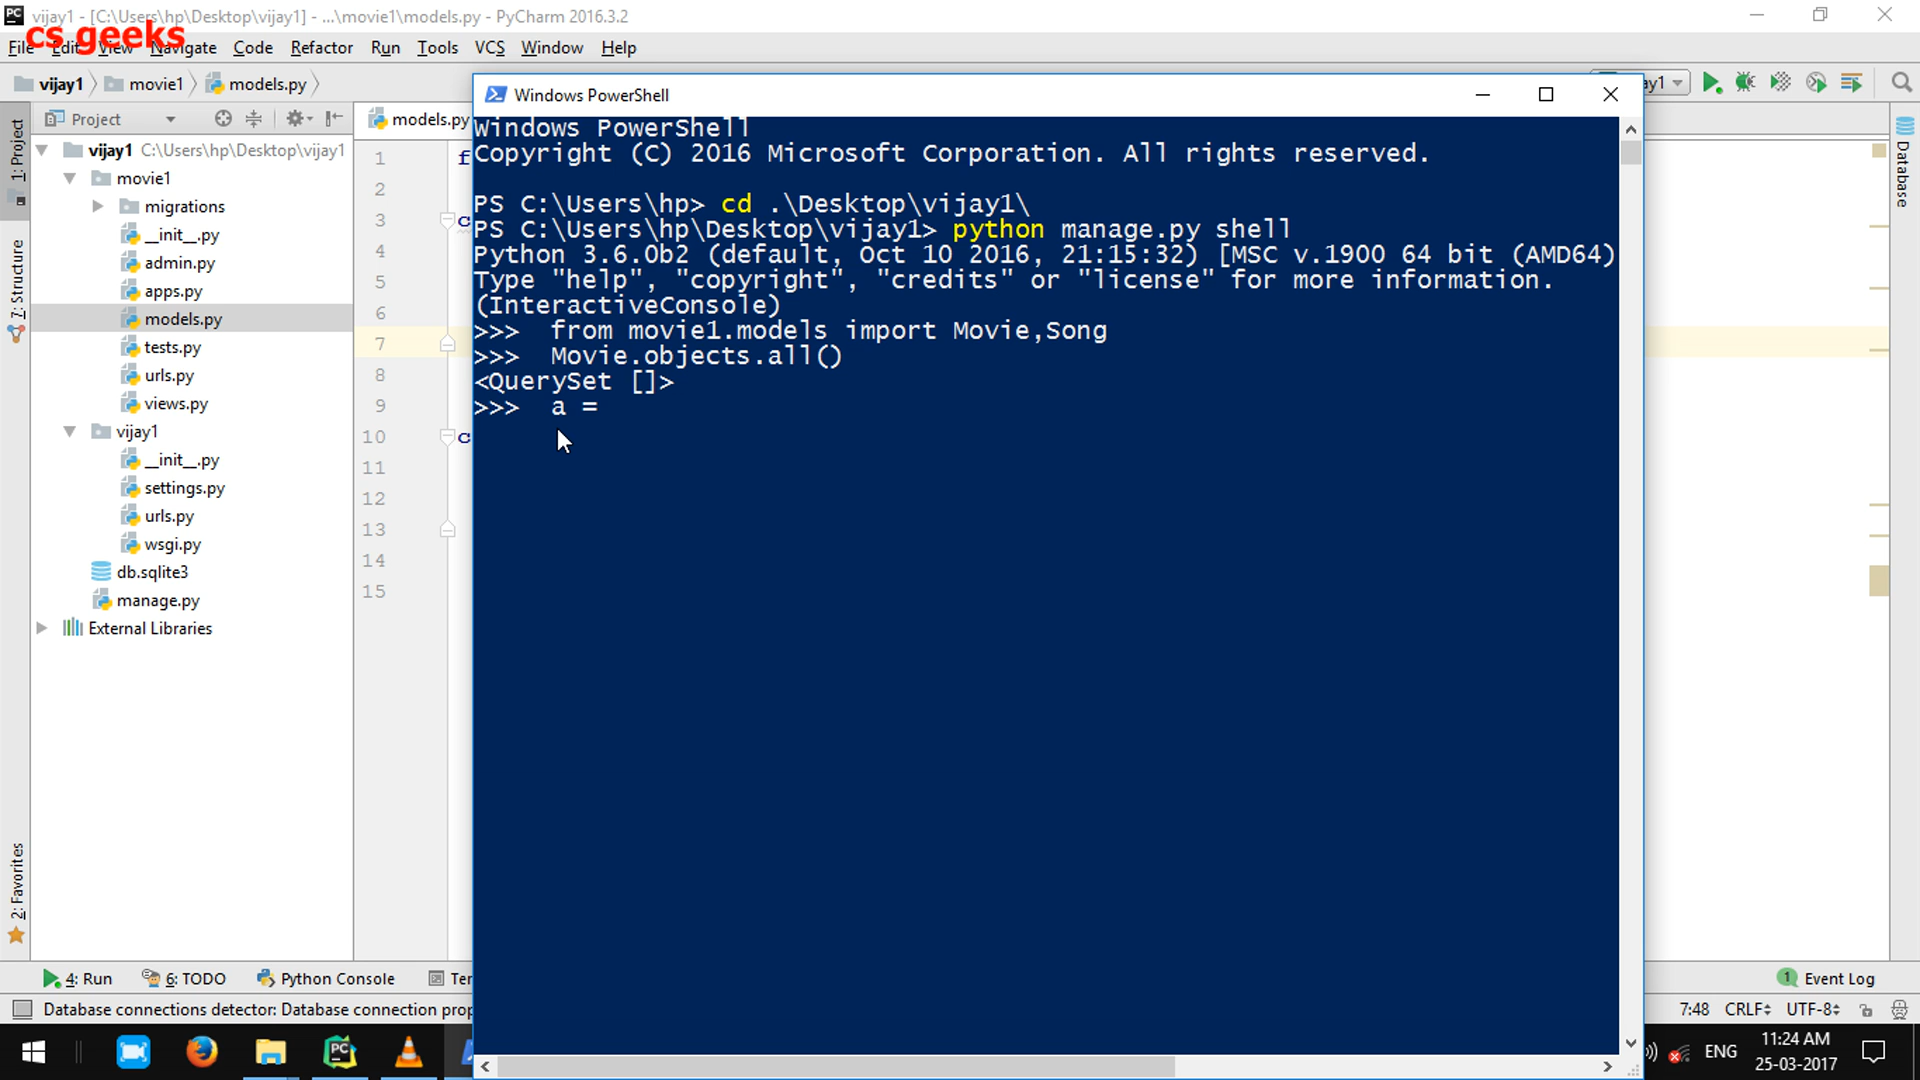 vijay1 - [C:\Users\hp\Desktop\vijay1] - ...\movie1\models.py - PyCharm 2016.3.2
cs geeks
File Edit View Navigate Code Refactor Run Tools VCS Window Help
vijay1 movie1 models.py
Windows PowerShell
ay1
Project
models.py
1: Project
7: Structure
2: Favorites
Database
vijay1 C:\Users\hp\Desktop\vijay1
movie1
migrations
__init__.py
admin.py
apps.py
models.py
tests.py
urls.py
views.py
vijay1
__init__.py
settings.py
urls.py
wsgi.py
db.sqlite3
manage.py
External Libraries
1 f
2
3 c
4
5
6
7
8
9
10 c
11
12
13
14
15
Windows PowerShell
Copyright (C) 2016 Microsoft Corporation. All rights reserved.
PS C:\Users\hp> cd .\Desktop\vijay1\
PS C:\Users\hp\Desktop\vijay1> python manage.py shell
Python 3.6.0b2 (default, Oct 10 2016, 21:15:32) [MSC v.1900 64 bit (AMD64)
Type "help", "copyright", "credits" or "license" for more information.
(InteractiveConsole)
>>>  from movie1.models import Movie,Song
>>>  Movie.objects.all()
<QuerySet []>
>>>  a =
4: Run 6: TODO Python Console Ter
1 Event Log
Database connections detector: Database connection prop
7:48 CRLF UTF-8
ENG
11:24 AM
25-03-2017